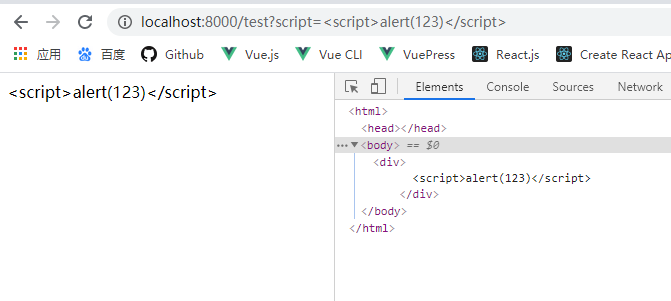 localhost:8000/test?script=<script>alert(123)</script>
应用 百度 Github Vue.js Vue CLI VuePress React.js Create React App
<script>alert(123)</script>
Elements Console Sources Network
<html>
<head></head>
<body> == $0
<div>
<script>alert(123)</script>
</div>
</body>
</html>